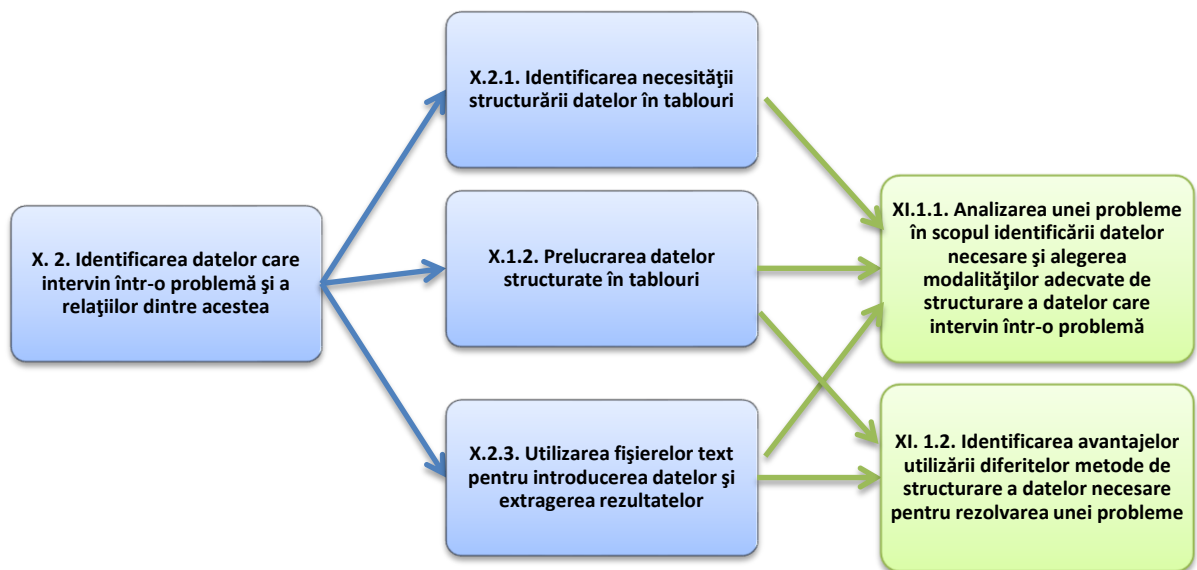 X. 2. Identificarea datelor care
intervin într-o problemă şi a
relaţiilor dintre acestea
X.2.1. Identificarea necesităţii
structurării datelor în tablouri
X.1.2. Prelucrarea datelor
structurate în tablouri
X.2.3. Utilizarea fişierelor text
pentru introducerea datelor şi
extragerea rezultatelor
XI.1.1. Analizarea unei probleme
în scopul identificării datelor
necesare şi alegerea
modalităţilor adecvate de
structurare a datelor care
intervin într-o problemă
XI. 1.2. Identificarea avantajelor
utilizării diferitelor metode de
structurare a datelor necesare
pentru rezolvarea unei probleme